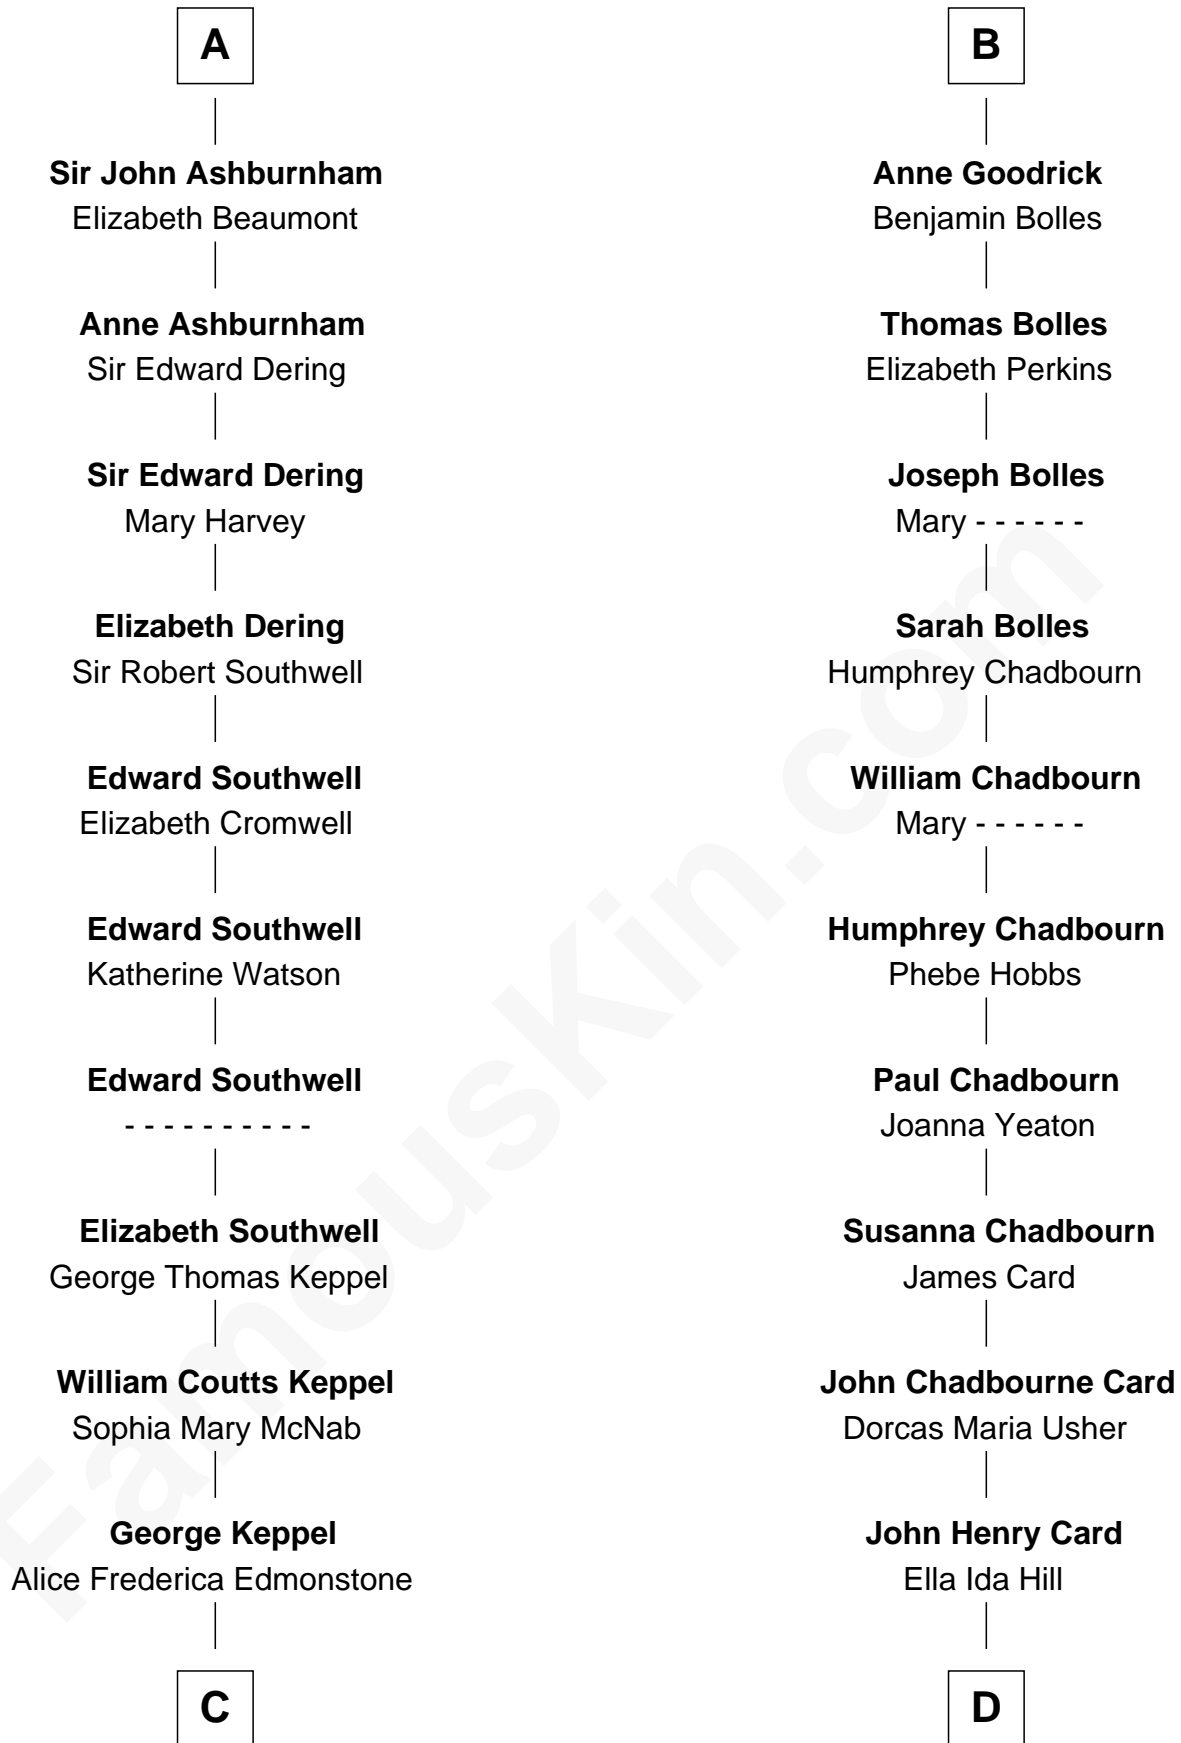 A
Sir John Ashburnham
Elizabeth Beaumont
Anne Ashburnham
Sir Edward Dering
Sir Edward Dering
Mary Harvey
Elizabeth Dering
Sir Robert Southwell
Edward Southwell
Elizabeth Cromwell
Edward Southwell
Katherine Watson
Edward Southwell
- - - - - - - - - -
Elizabeth Southwell
George Thomas Keppel
William Coutts Keppel
Sophia Mary McNab
George Keppel
Alice Frederica Edmonstone
C
B
Anne Goodrick
Benjamin Bolles
Thomas Bolles
Elizabeth Perkins
Joseph Bolles
Mary - - - - - -
Sarah Bolles
Humphrey Chadbourn
William Chadbourn
Mary - - - - - -
Humphrey Chadbourn
Phebe Hobbs
Paul Chadbourn
Joanna Yeaton
Susanna Chadbourn
James Card
John Chadbourne Card
Dorcas Maria Usher
John Henry Card
Ella Ida Hill
D
FamousKin.com